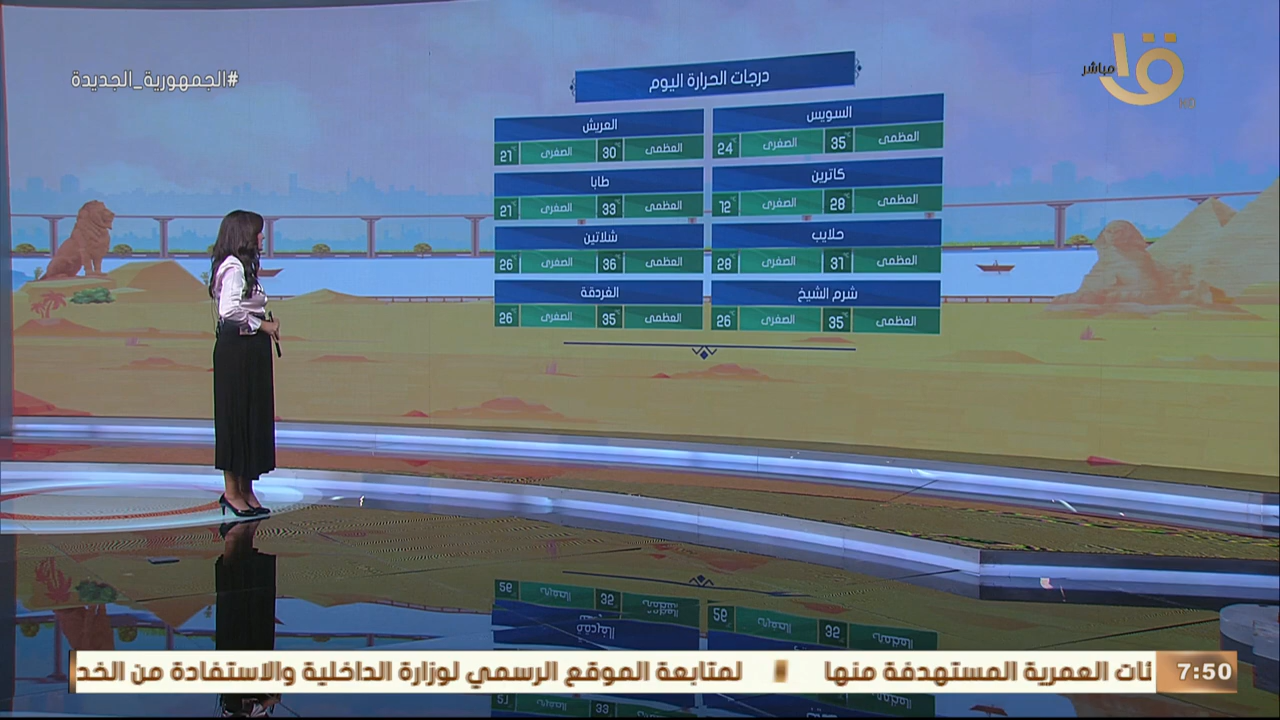 #الجمهورية_الجديدة
مباشر
HD
درجات الحرارة اليوم
السويس
العظمى 35 الصغرى 24
العريش
العظمى 30 الصغرى 21
كاترين
العظمى 28 الصغرى 12
طابا
العظمى 33 الصغرى 21
حلايب
العظمى 31 الصغرى 28
شلاتين
العظمى 36 الصغرى 26
شرم الشيخ
العظمى 35 الصغرى 26
الغردقة
العظمى 35 الصغرى 26
7:50
ئات العمرية المستهدفة منها لمتابعة الموقع الرسمي لوزارة الداخلية والاستفادة من الخد